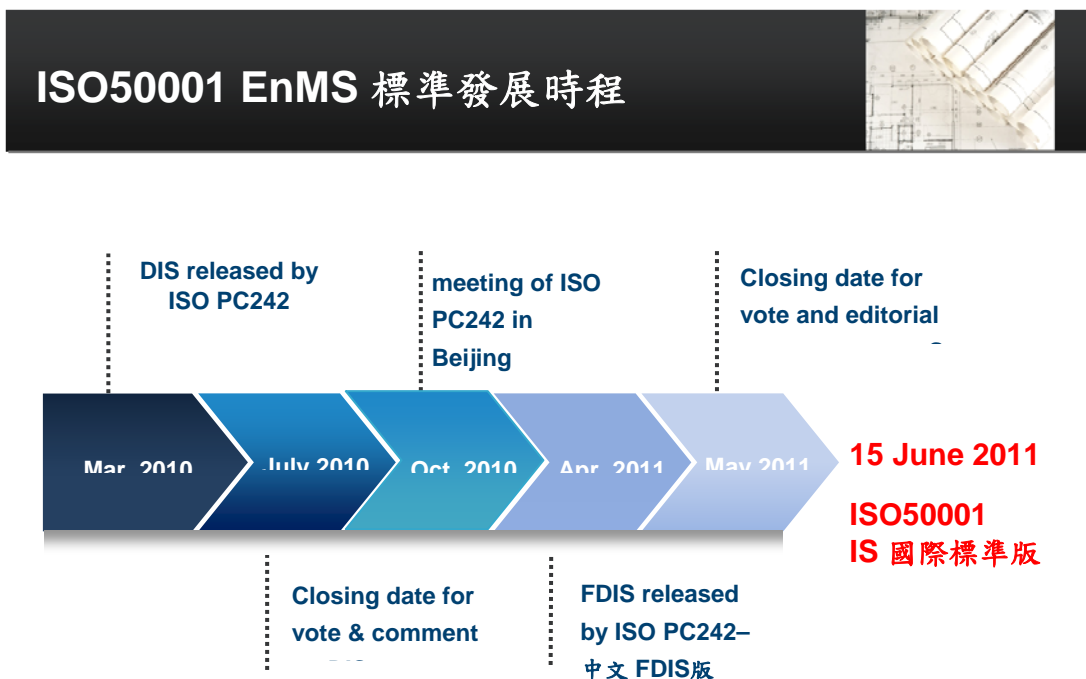 ISO50001 EnMS 標準發展時程
DIS released by
ISO PC242
meeting of ISO
PC242 in
Beijing
Closing date for
vote and editorial
Mar. 2010
July 2010
Oct. 2010
Apr. 2011
May 2011
15 June 2011
ISO50001
IS 國際標準版
Closing date for
vote & comment
FDIS released
by ISO PC242–
中文 FDIS版